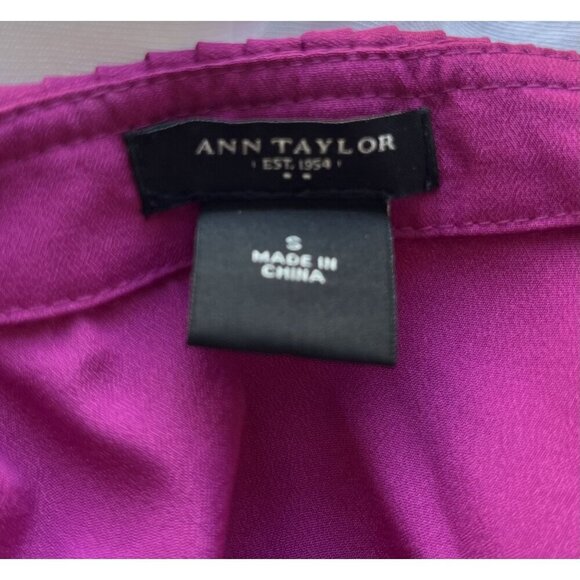 ANN TAYLOR
EST. 1954
S
MADE IN
CHINA